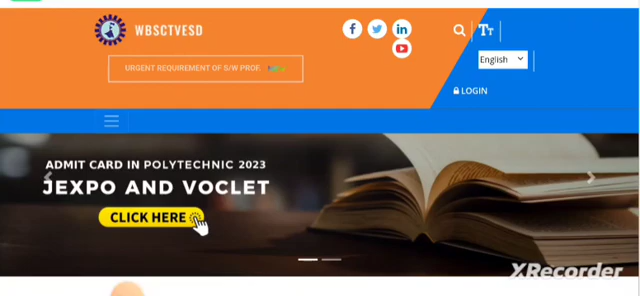 WBSCTVESD
URGENT REQUIREMENT OF S/W PROF.
English
LOGIN
ADMIT CARD IN POLYTECHNIC 2023
JEXPO AND VOCLET
CLICK HERE
XRecorder